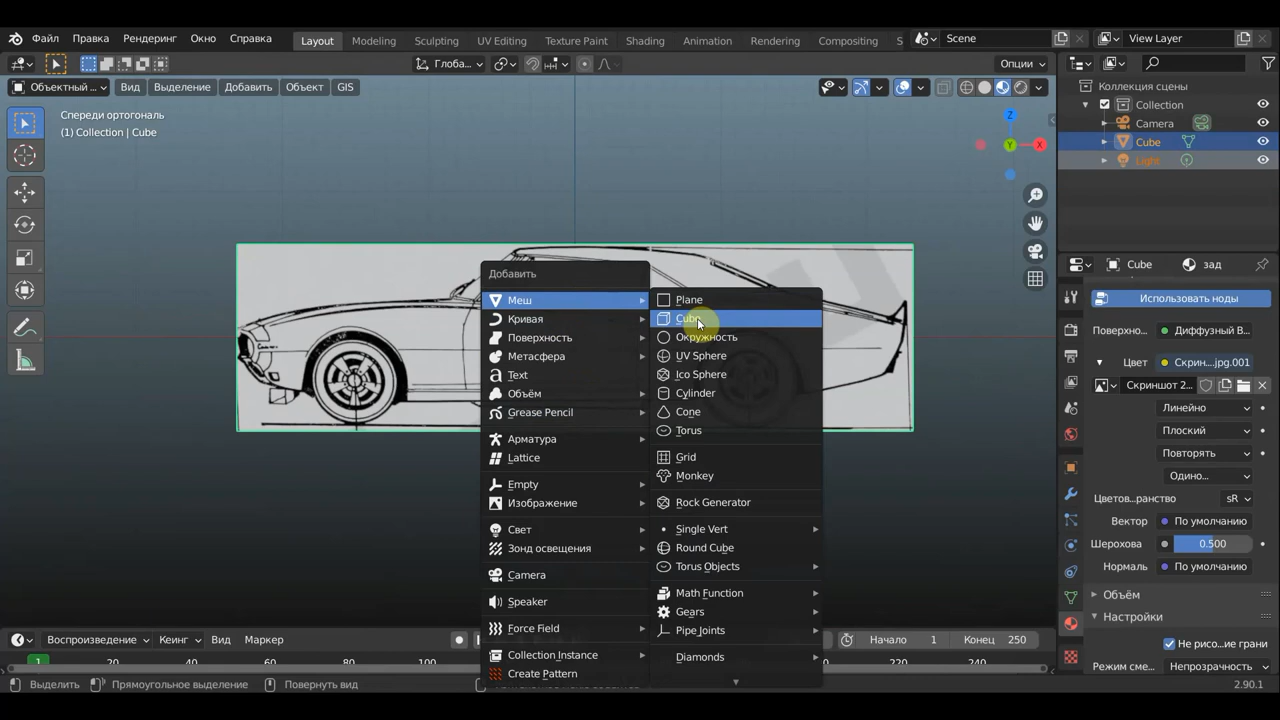 Файл Правка Рендеринг Окно Справка Layout Modeling Sculpting UV Editing Texture Paint Shading Animation Rendering Compositing S Scene View Layer
Глоба... Опции
Объектный ... Вид Выделение Добавить Объект GIS
Спереди ортогональ
(1) Collection | Cube
Z
Y
X
Добавить
Меш
Кривая
Поверхность
Метасфера
Text
Объём
Grease Pencil
Арматура
Lattice
Empty
Изображение
Свет
Зонд освещения
Camera
Speaker
Force Field
Collection Instance
Create Pattern
Plane
Cube
Окружность
UV Sphere
Ico Sphere
Cylinder
Cone
Torus
Grid
Monkey
Rock Generator
Single Vert
Round Cube
Torus Objects
Math Function
Gears
Pipe Joints
Diamonds
Коллекция сцены
Collection
Camera
Cube
Light
Cube зад
Использовать ноды
Поверхно... Диффузный В...
Цвет Скрин....jpg.001
Скриншот 2...
Линейно
Плоский
Повторять
Одино...
Цветов...ранство sR
Вектор По умолчанию
Шерохова 0.500
Нормаль По умолчанию
Объём
Настройки
Не рисо...ие грани
Режим сме... Непрозрачность
Воспроизведение Кеинг Вид Маркер Начало 1 Конец 250
1 20 40 60 80 100 200 220 240
Выделить Прямоугольное выделение Повернуть вид 2.90.1